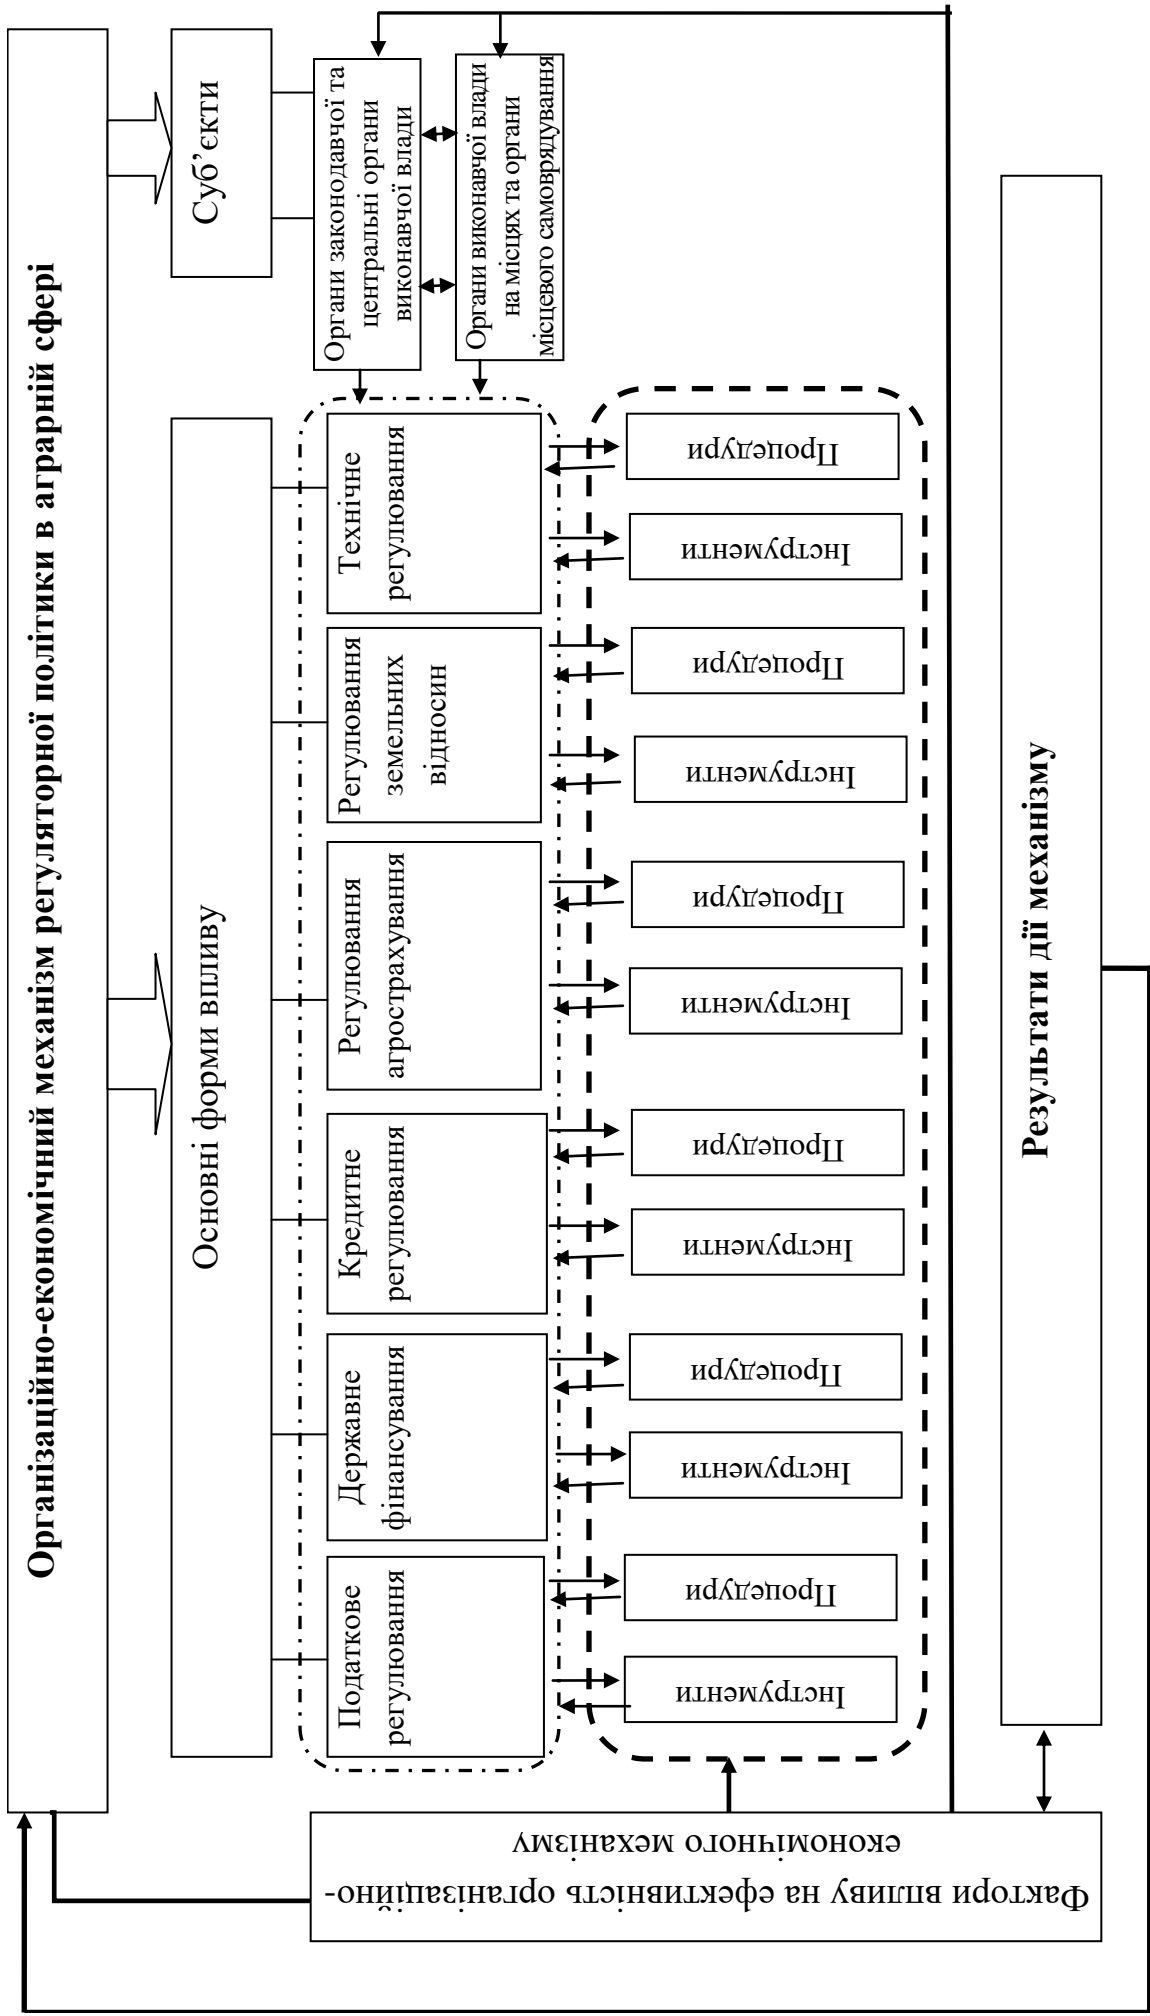 Організаційно-економічний механізм регуляторної політики в аграрній сфері
Основні форми впливу
Суб’єкти
Податкове
регулювання
Державне
фінансування
Кредитне
регулювання
Регулювання
агрострахування
Регулювання
земельних
відносин
Технічне
регулювання
Органи законодавчої та
центральні органи
виконавчої влади
Органи виконавчої влади
на місцях та органи
місцевого самоврядування
Інструменти
Процедури
Інструменти
Процедури
Інструменти
Процедури
Інструменти
Процедури
Інструменти
Процедури
Інструменти
Процедури
Фактори впливу на ефективність організаційно-
економічного механізму
Результати дії механізму